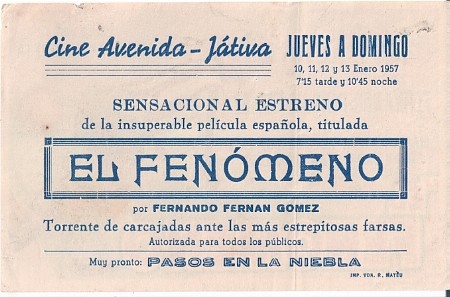 Cine Avenida - Játiva
JUEVES A DOMINGO
10, 11, 12 y 13 Enero 1957
7'15 tarde y 10'45 noche
SENSACIONAL ESTRENO
de la insuperable película española, titulada
EL FENÓMENO
por FERNANDO FERNAN GOMEZ
Torrente de carcajadas ante las más estrepitosas farsas.
Autorizada para todos los públicos.
Muy pronto: PASOS EN LA NIEBLA
IMP. VDA. R. MATEU